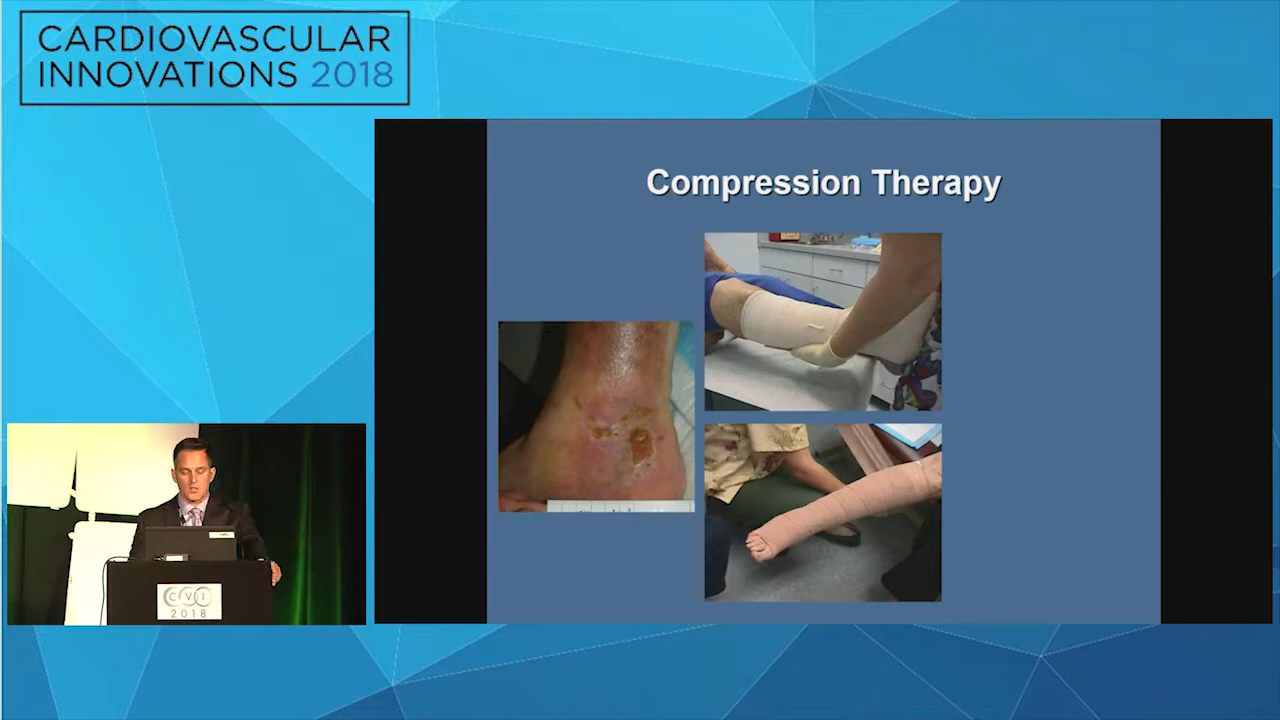 CARDIOVASCULAR
INNOVATIONS 2018
Compression Therapy
CVI
2018